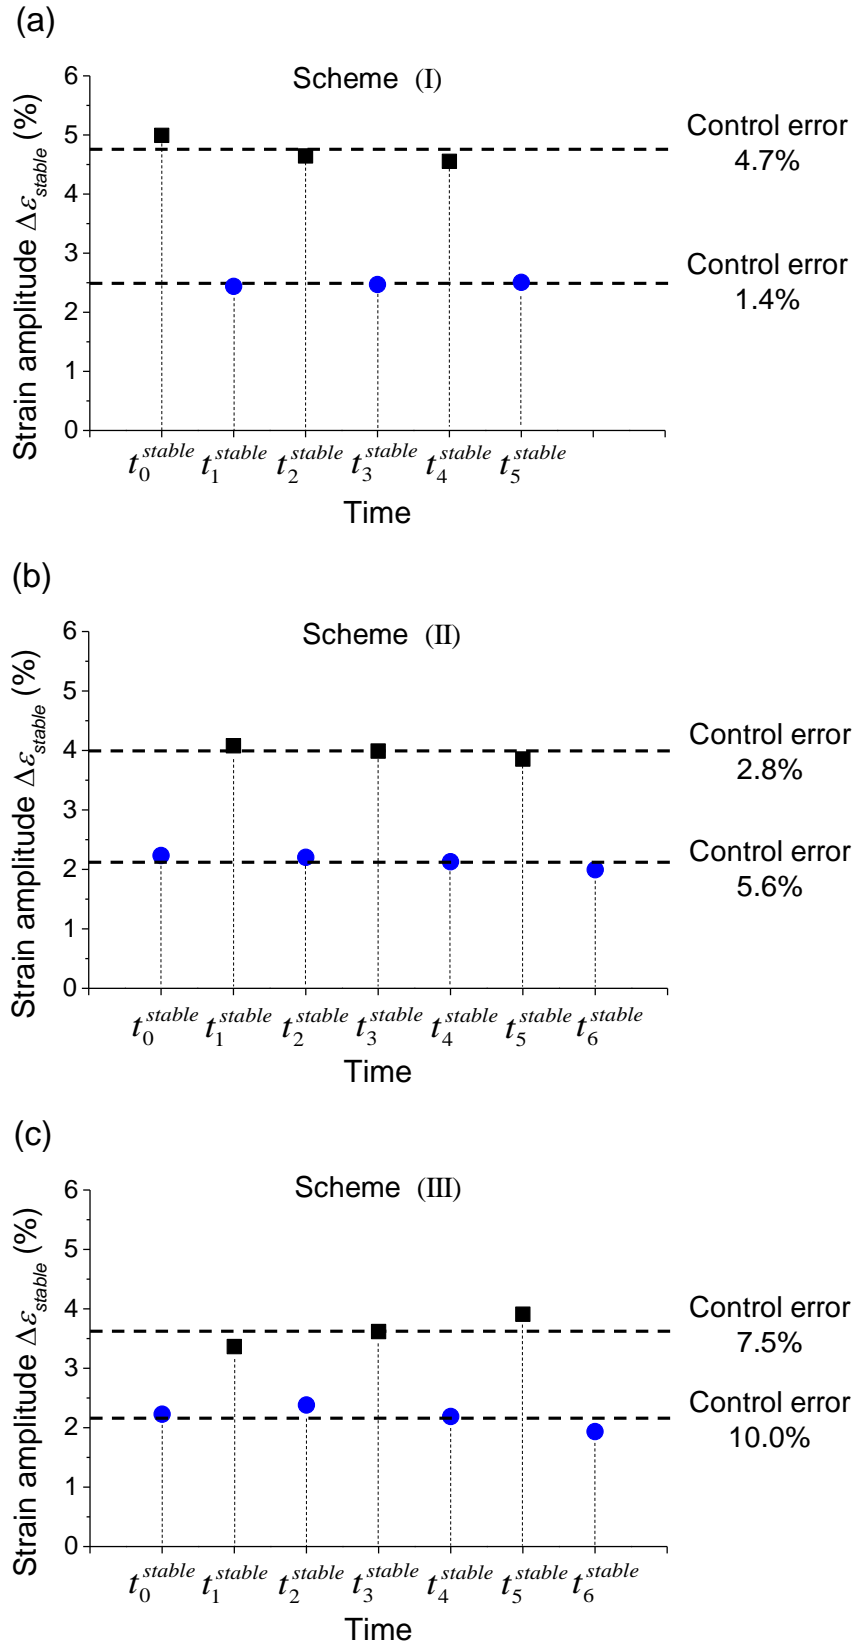 (a)
Scheme (I)
Strain amplitude Δε_stable (%)
6
5
4
3
2
1
0
Control error
4.7%
Control error
1.4%
t_0^stable t_1^stable t_2^stable t_3^stable t_4^stable t_5^stable
Time
(b)
Scheme (II)
Strain amplitude Δε_stable (%)
6
5
4
3
2
1
0
Control error
2.8%
Control error
5.6%
t_0^stable t_1^stable t_2^stable t_3^stable t_4^stable t_5^stable t_6^stable
Time
(c)
Scheme (III)
Strain amplitude Δε_stable (%)
6
5
4
3
2
1
0
Control error
7.5%
Control error
10.0%
t_0^stable t_1^stable t_2^stable t_3^stable t_4^stable t_5^stable t_6^stable
Time